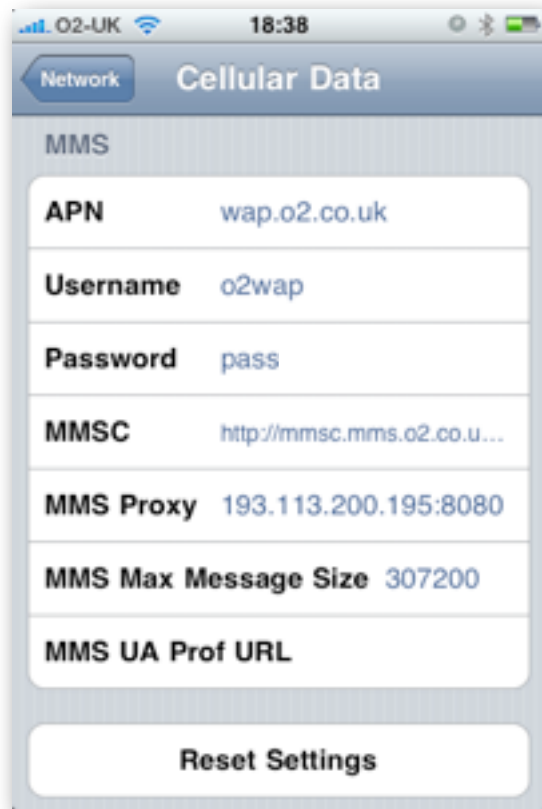 O2-UK 18:38
Network Cellular Data
MMS
APN wap.o2.co.uk
Username o2wap
Password pass
MMSC http://mmsc.mms.o2.co.u...
MMS Proxy 193.113.200.195:8080
MMS Max Message Size 307200
MMS UA Prof URL
Reset Settings